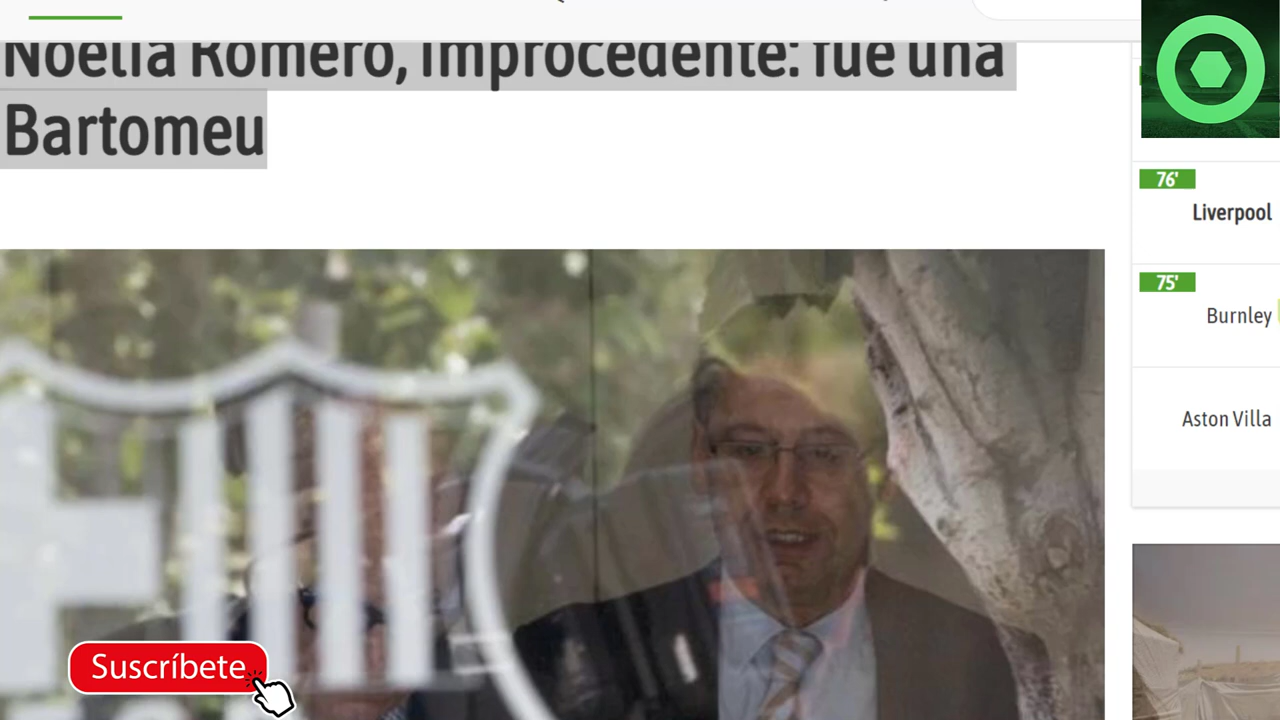 Noelia Romero, improcedente: fue una
Bartomeu
76'
Liverpool
75'
Burnley
Aston Villa
Suscríbete